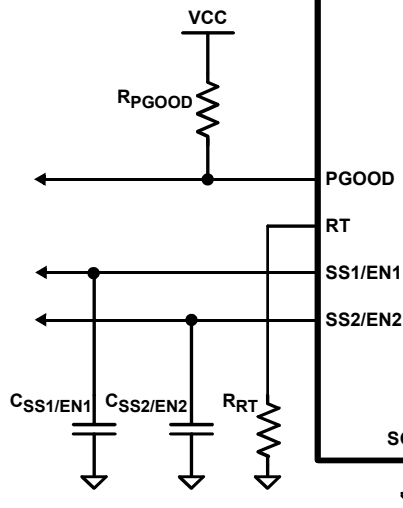 VCC
RPGOOD
PGOOD
RT
SS1/EN1
SS2/EN2
CSS1/EN1 CSS2/EN2 RRT